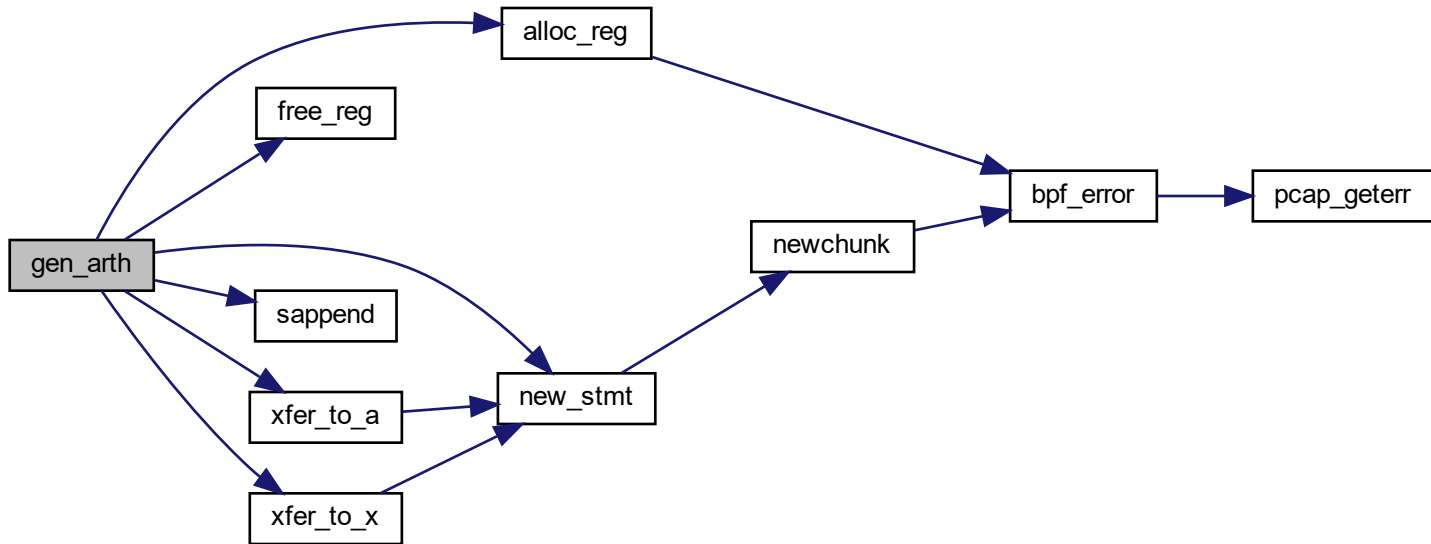 alloc_reg
free_reg
bpf_error
pcap_geterr
newchunk
gen_arth
sappend
new_stmt
xfer_to_a
xfer_to_x